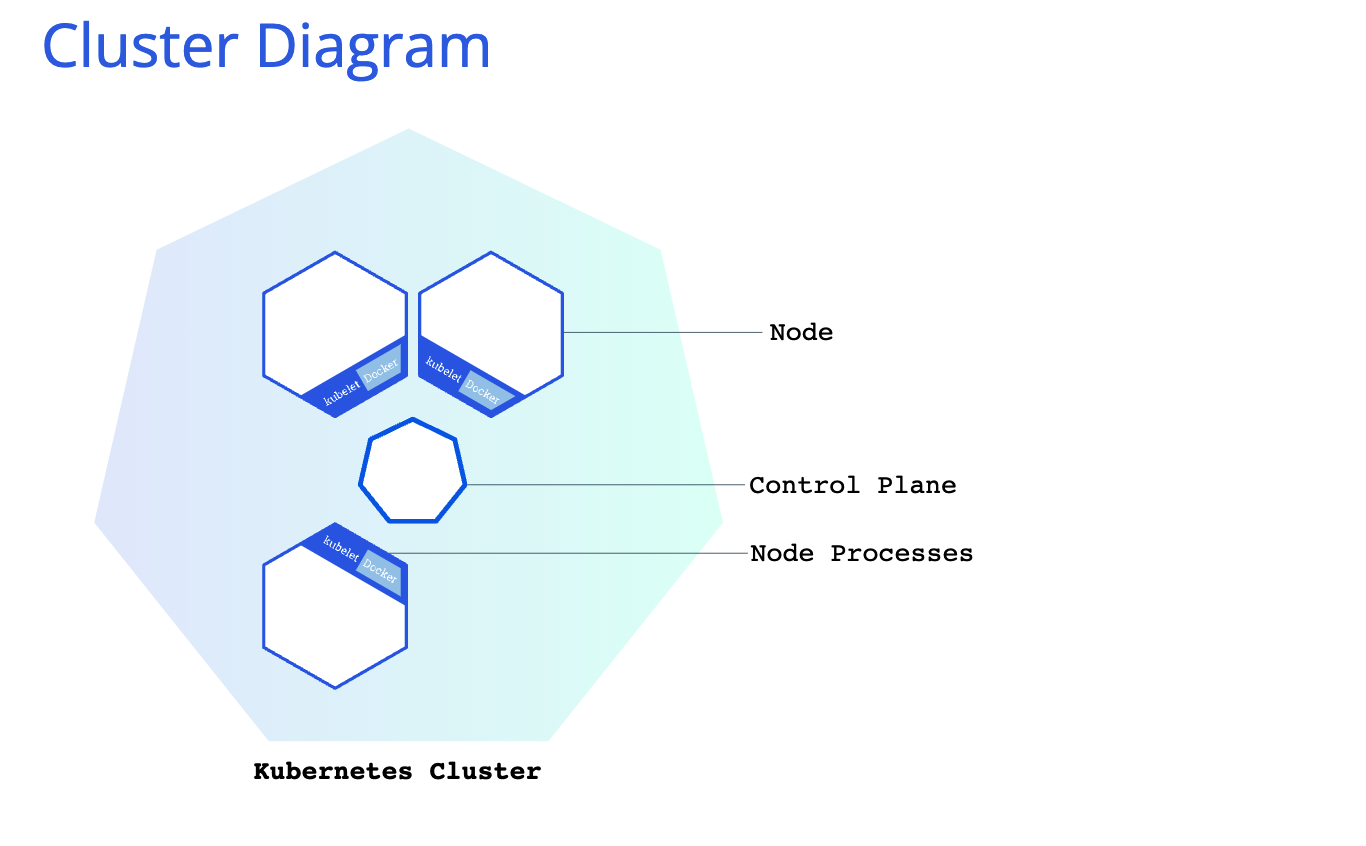 Cluster Diagram
kubelet
Docker
kubelet
Docker
Node
Control Plane
kubelet
Docker
Node Processes
Kubernetes Cluster